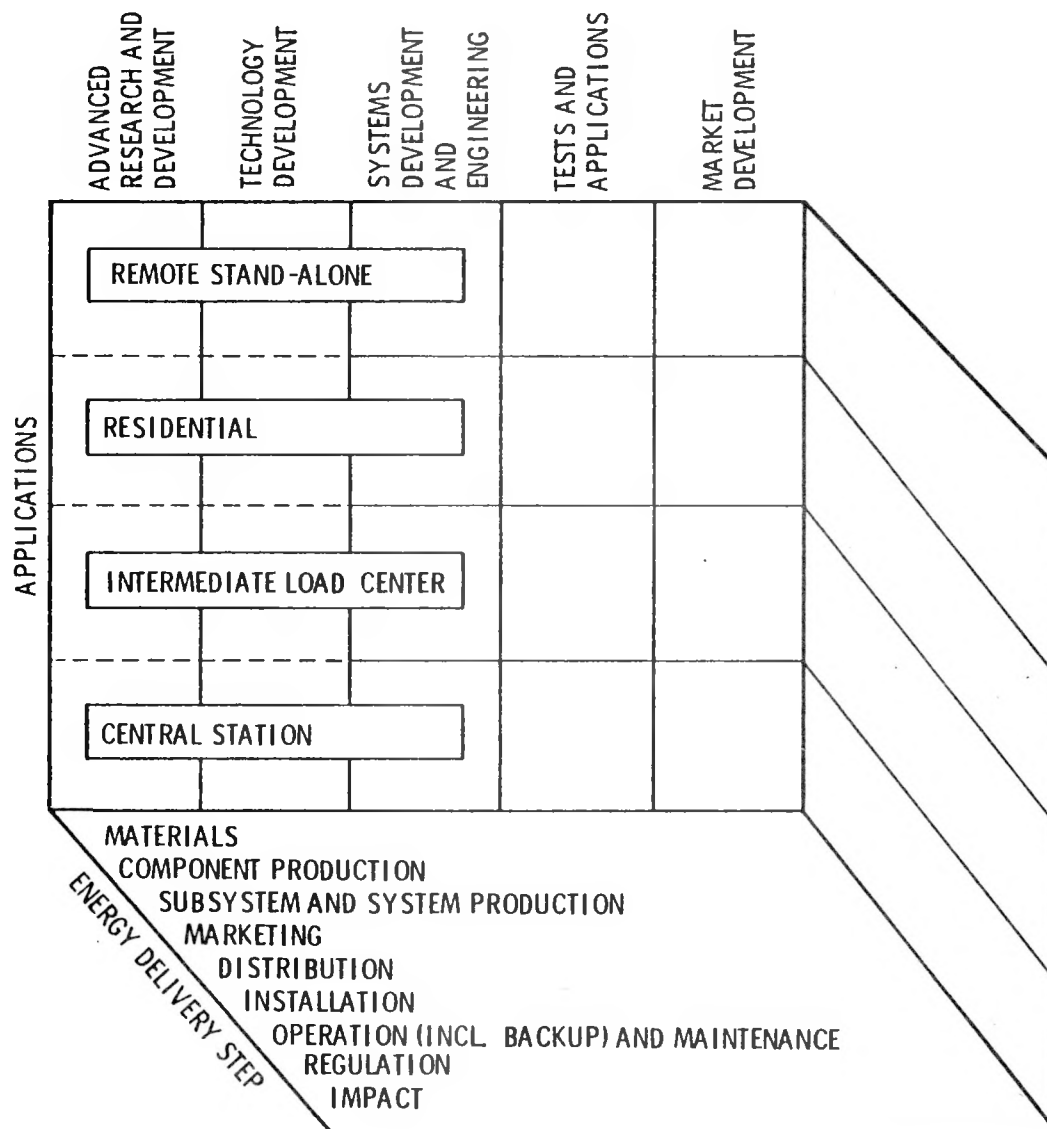 ADVANCED
RESEARCH AND
DEVELOPMENT
TECHNOLOGY
DEVELOPMENT
SYSTEMS
DEVELOPMENT
AND
ENGINEERING
TESTS AND
APPLICATIONS
MARKET
DEVELOPMENT
APPLICATIONS
REMOTE STAND-ALONE
RESIDENTIAL
INTERMEDIATE LOAD CENTER
CENTRAL STATION
ENERGY DELIVERY STEP
MATERIALS
COMPONENT PRODUCTION
SUBSYSTEM AND SYSTEM PRODUCTION
MARKETING
DISTRIBUTION
INSTALLATION
OPERATION (INCL. BACKUP) AND MAINTENANCE
REGULATION
IMPACT